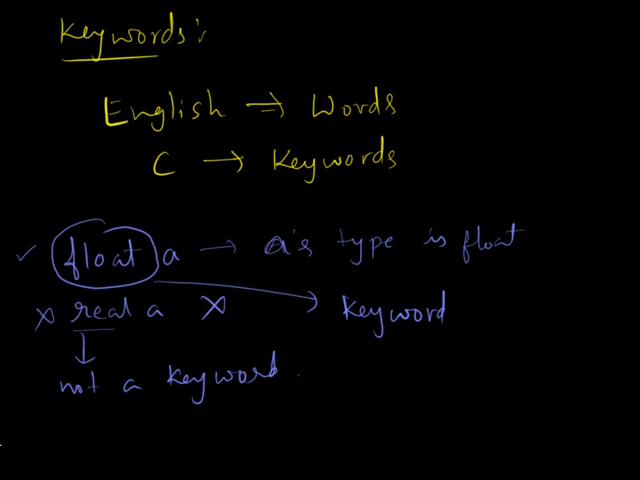 Keywords:
English → Words
C → Keywords
✓ float a → a's type is float
× real a × → Keyword
↓
not a keyword.